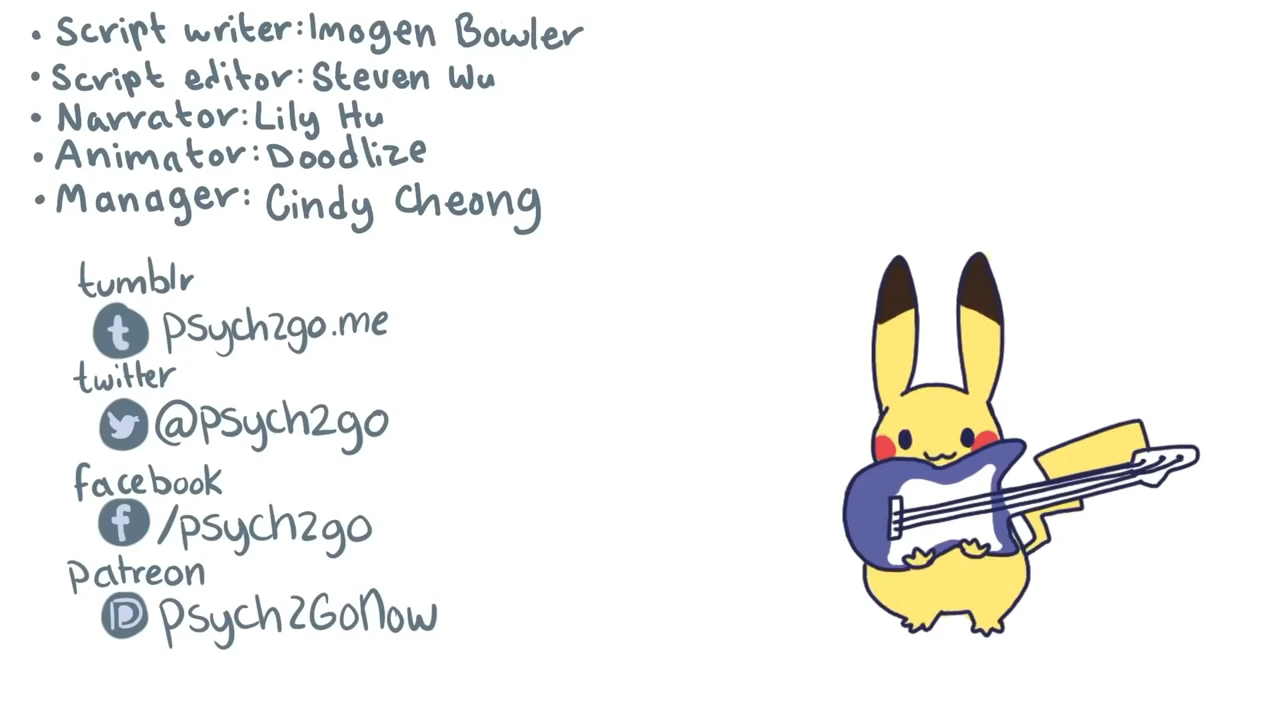 • Script writer: Imogen Bowler
• Script editor: Steven Wu
• Narrator: Lily Hu
• Animator: Doodlize
• Manager: Cindy Cheong
tumblr
t psych2go.me
twitter
@psych2go
facebook
f /psych2go
patreon
P Psych2GoNow